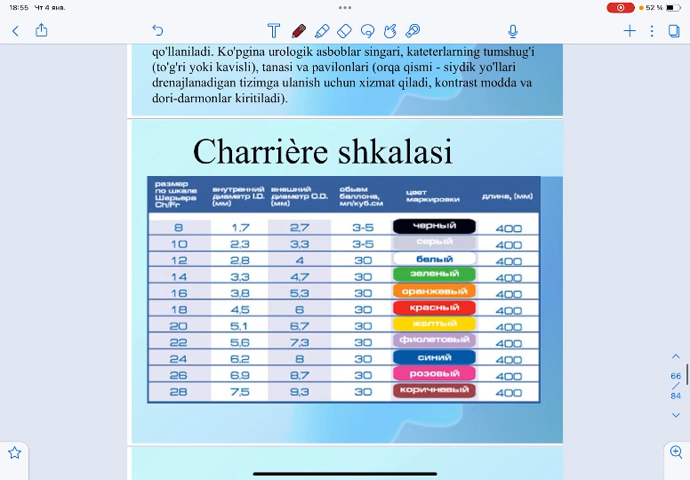 18:55 Чт 4 янв.
52 %
qo'llaniladi. Ko'pgina urologik asboblar singari, kateterlarning tumshug'i
(to'g'ri yoki kavisli), tanasi va pavilonlari (orqa qismi - siydik yo'llari
drenajlanadigan tizimga ulanish uchun xizmat qiladi, kontrast modda va
dori-darmonlar kiritiladi).
Charrière shkalasi
размер по шкале Шарьера Ch/Fr внутренний диаметр I.D. (мм) внешний диаметр O.D. (мм) объем баллона, мл/куб.см цвет маркировки длина, (мм)
8 1,7 2,7 3-5 черный 400
10 2,3 3,3 3-5 серый 400
12 2,8 4 30 белый 400
14 3,3 4,7 30 зеленый 400
16 3,8 5,3 30 оранжевый 400
18 4,5 6 30 красный 400
20 5,1 6,7 30 желтый 400
22 5,6 7,3 30 фиолетовый 400
24 6,2 8 30 синий 400
26 6,9 8,7 30 розовый 400
28 7,5 9,3 30 коричневый 400
66
/
84